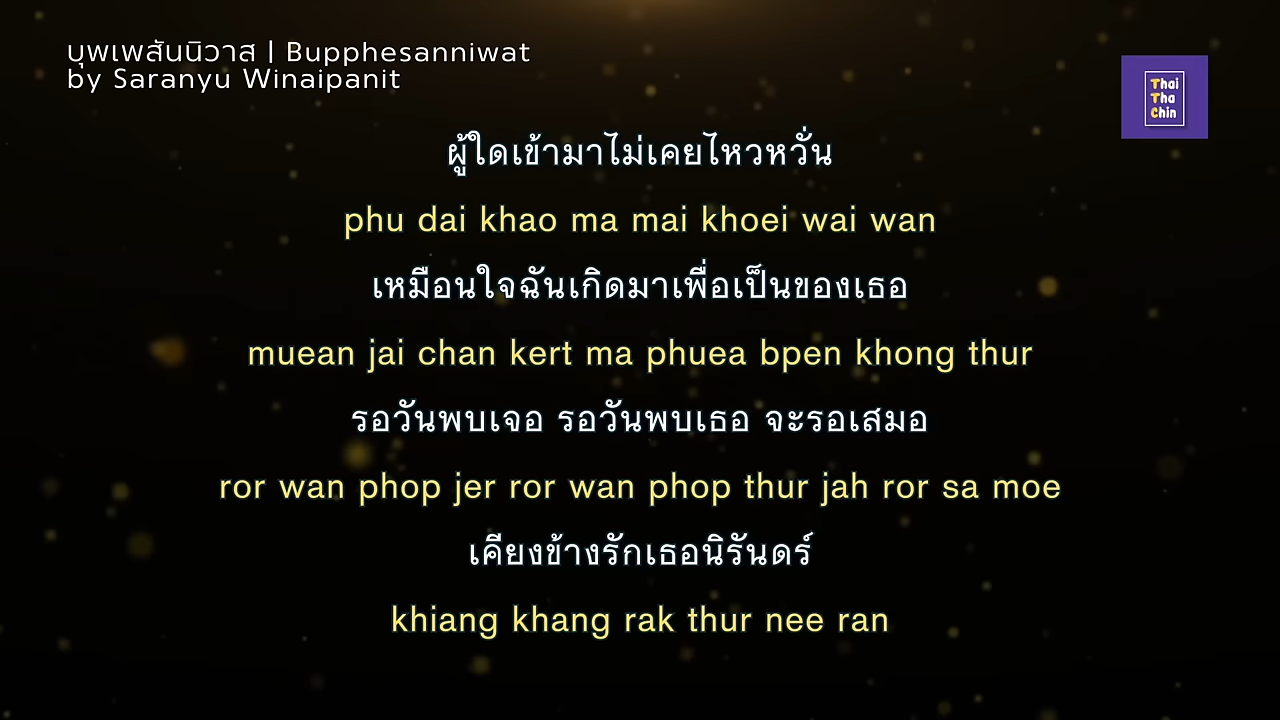 บุพเพสันนิวาส | Bupphesanniwat
by Saranyu Winaipanit
Thai
Tha
Chin
ผู้ใดเข้ามาไม่เคยไหวหวั่น
phu dai khao ma mai khoei wai wan
เหมือนใจฉันเกิดมาเพื่อเป็นของเธอ
muean jai chan kert ma phuea bpen khong thur
รอวันพบเจอ รอวันพบเธอ จะรอเสมอ
ror wan phop jer ror wan phop thur jah ror sa moe
เคียงข้างรักเธอนิรันดร์
khiang khang rak thur nee ran